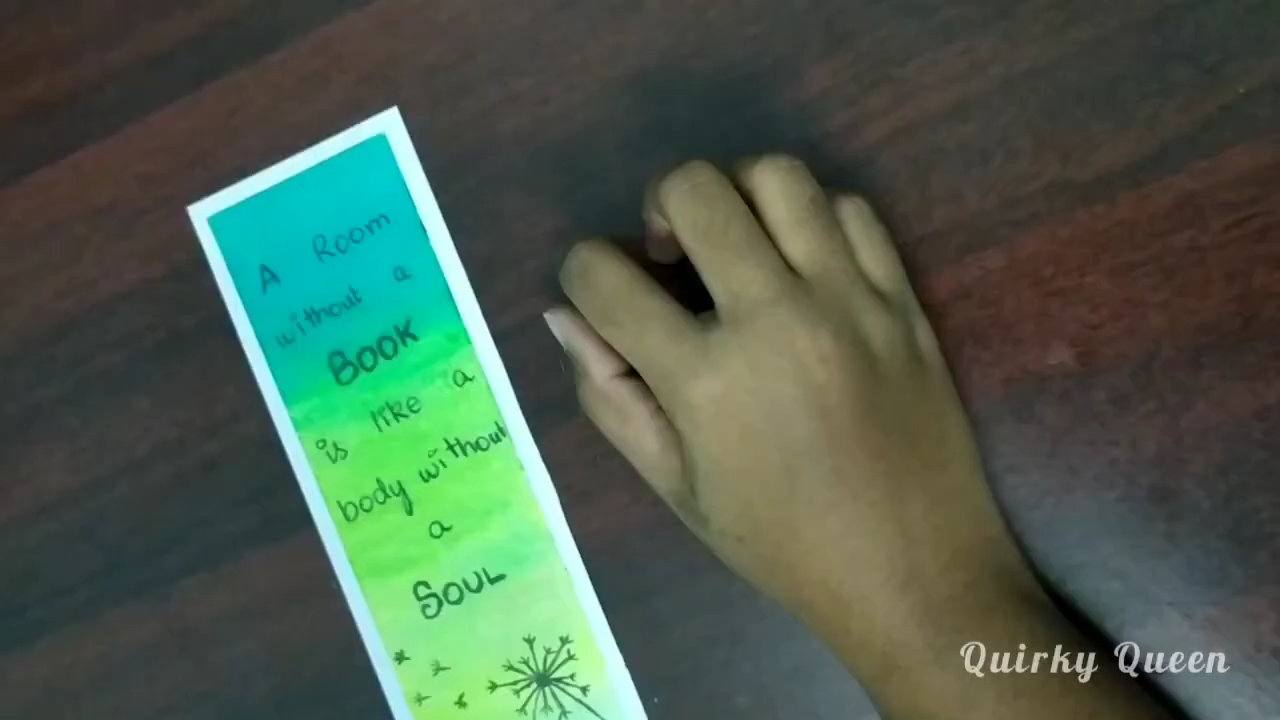 A Room
without a
BOOK
is like a
body without
a
SOUL
Quirky Queen